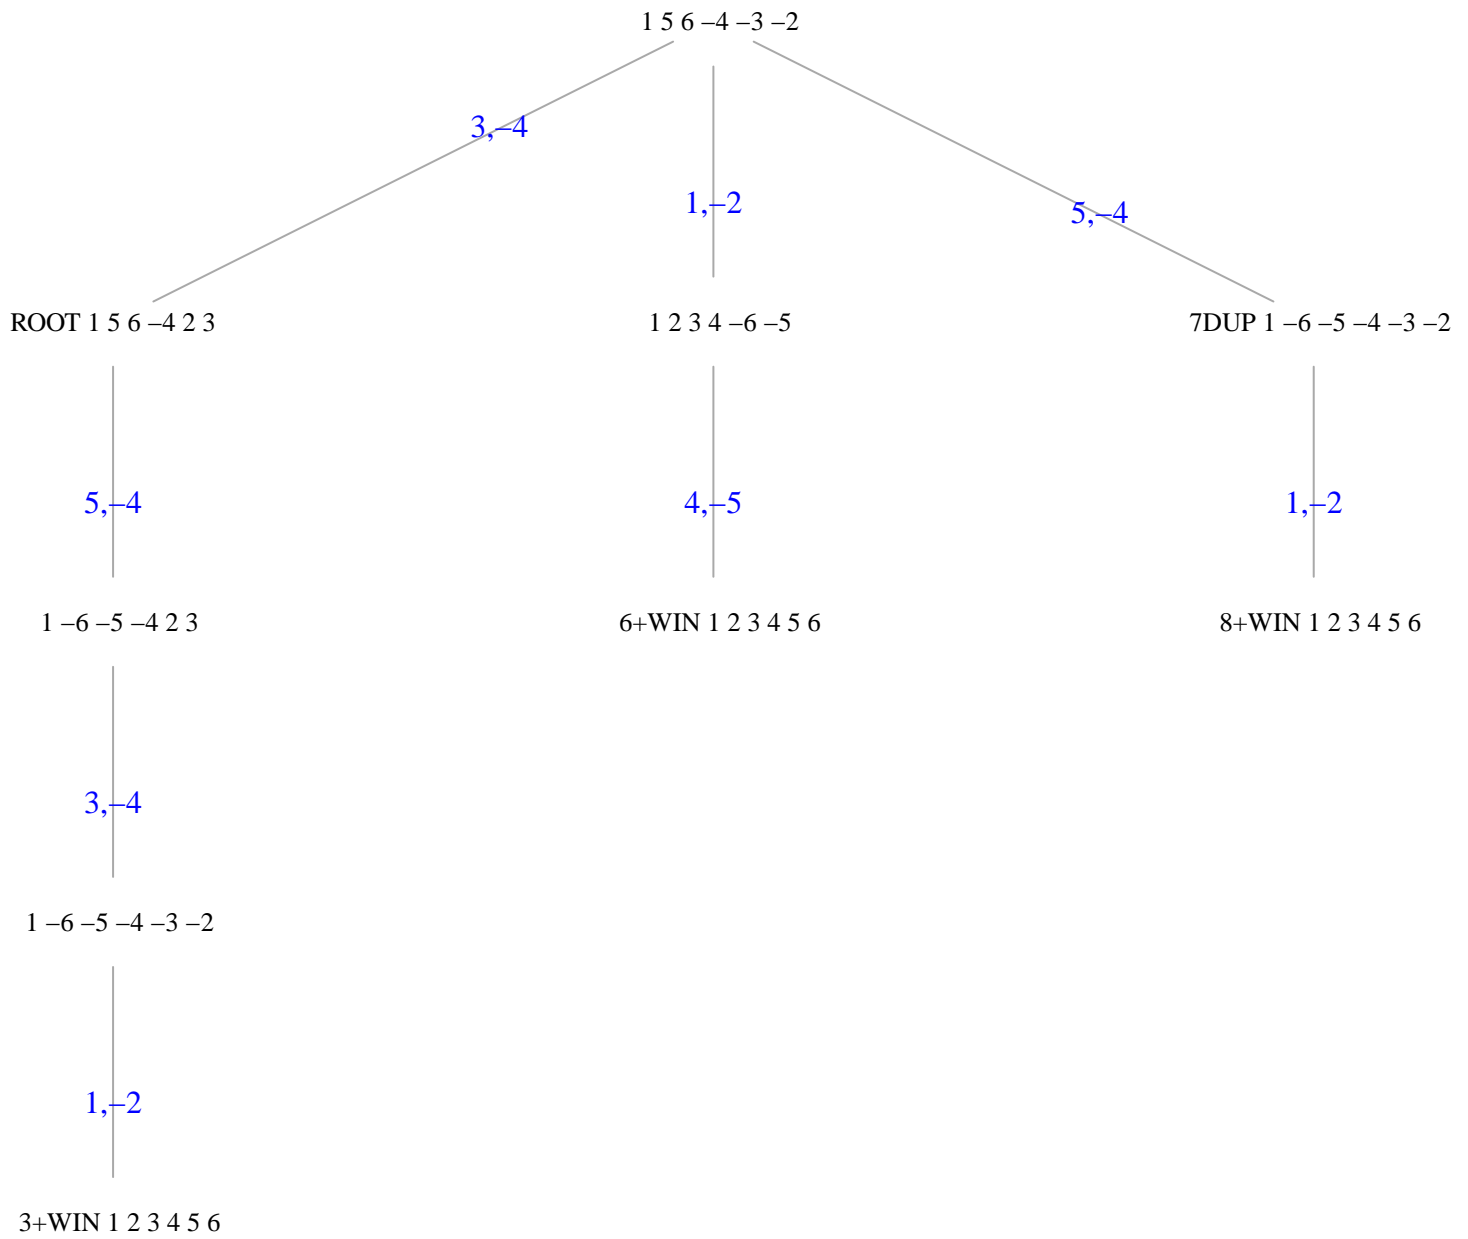 1 5 6 –4 –3 –2
3,–4
1,–2
5,–4
ROOT 1 5 6 –4 2 3
1 2 3 4 –6 –5
7DUP 1 –6 –5 –4 –3 –2
5,–4
4,–5
1,–2
1 –6 –5 –4 2 3
6+WIN 1 2 3 4 5 6
8+WIN 1 2 3 4 5 6
3,–4
1 –6 –5 –4 –3 –2
1,–2
3+WIN 1 2 3 4 5 6